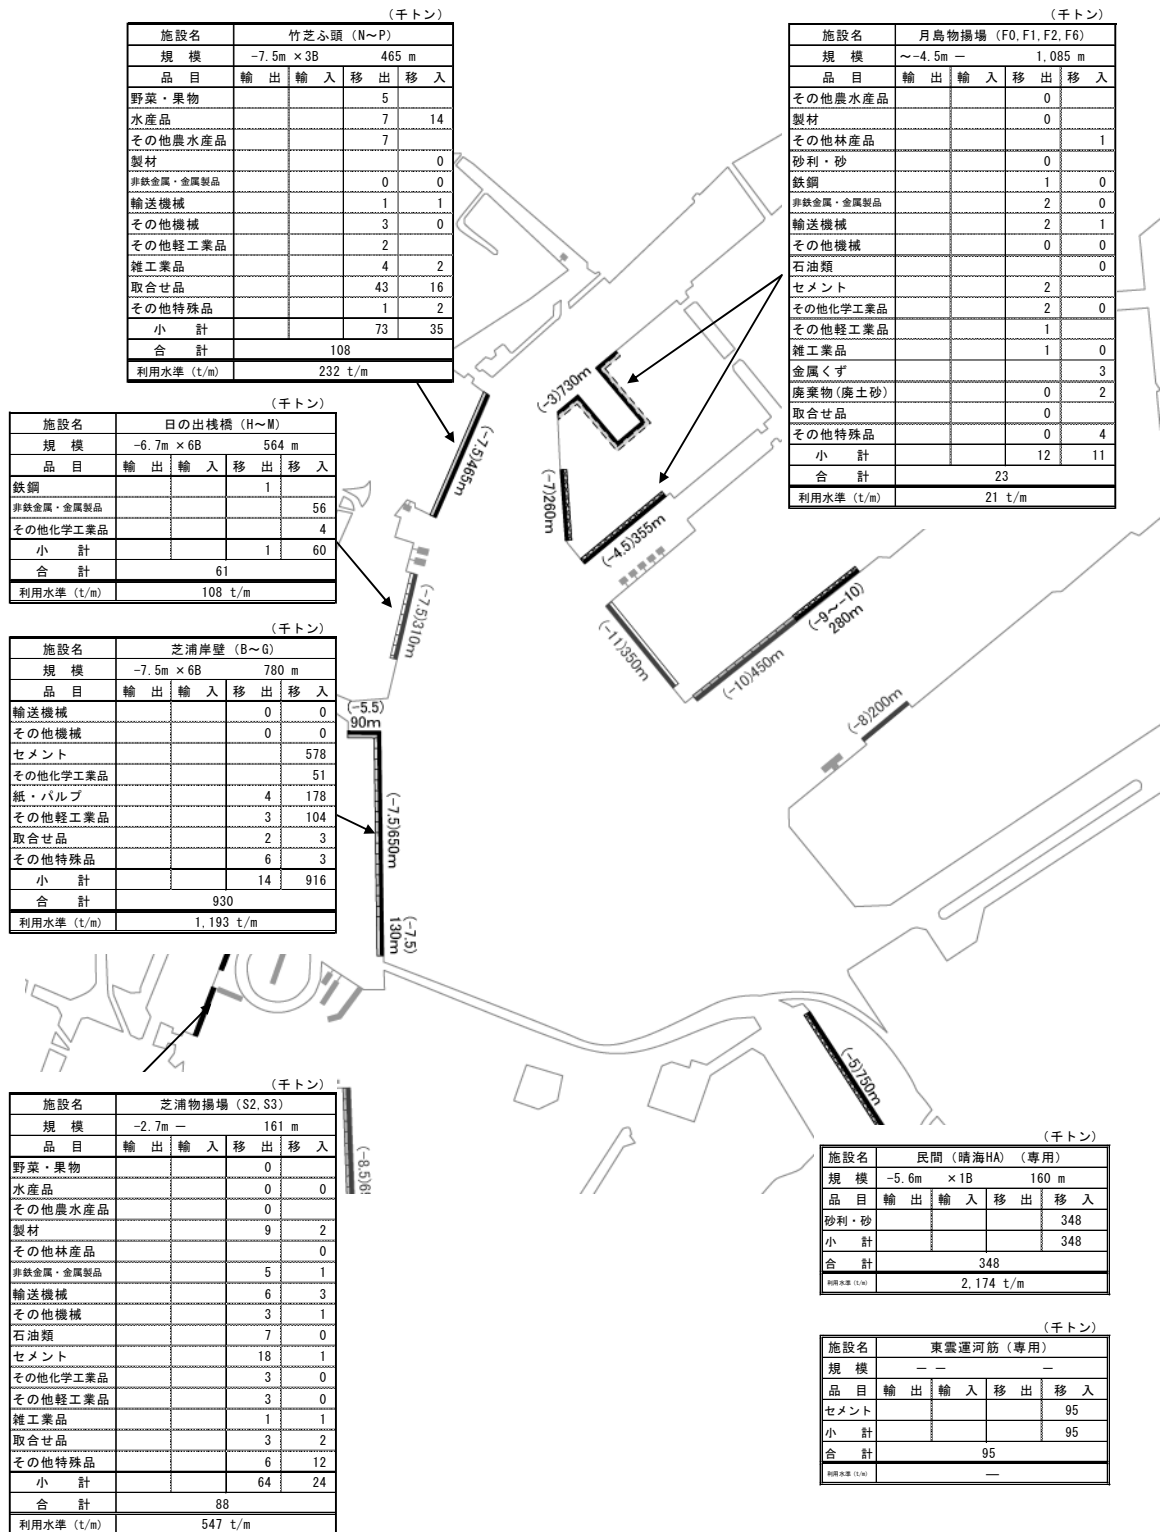 (千トン)
施設名 竹芝ふ頭 (N～P)
規 模 -7.5m ×3B 465 m
品 目 輸 出 輸 入 移 出 移 入
野菜・果物 5
水産品 7 14
その他農水産品 7
製材 0
非鉄金属・金属製品 0 0
輸送機械 1 1
その他機械 3 0
その他軽工業品 2
雑工業品 4 2
取合せ品 43 16
その他特殊品 1 2
小 計 73 35
合 計 108
利用水準 (t/m) 232 t/m
(千トン)
施設名 月島物揚場 (F0,F1,F2,F6)
規 模 ～-4.5m － 1,085 m
品 目 輸 出 輸 入 移 出 移 入
その他農水産品 0
製材 0
その他林産品 1
砂利・砂 0
鉄鋼 1 0
非鉄金属・金属製品 2 0
輸送機械 2 1
その他機械 0 0
石油類 0
セメント 2
その他化学工業品 2 0
その他軽工業品 1
雑工業品 1 0
金属くず 3
廃棄物(廃土砂) 0 2
取合せ品 0
その他特殊品 0 4
小 計 12 11
合 計 23
利用水準 (t/m) 21 t/m
(千トン)
施設名 日の出桟橋 (H～M)
規 模 -6.7m ×6B 564 m
品 目 輸 出 輸 入 移 出 移 入
鉄鋼 1
非鉄金属・金属製品 56
その他化学工業品 4
小 計 1 60
合 計 61
利用水準 (t/m) 108 t/m
(千トン)
施設名 芝浦岸壁 (B～G)
規 模 -7.5m ×6B 780 m
品 目 輸 出 輸 入 移 出 移 入
輸送機械 0 0
その他機械 0 0
セメント 578
その他化学工業品 51
紙・パルプ 4 178
その他軽工業品 3 104
取合せ品 2 3
その他特殊品 6 3
小 計 14 916
合 計 930
利用水準 (t/m) 1,193 t/m
(-3)730m
(-7.5)465m
(-7)260m
(-4.5)355m
(-7.5)310m
(-9～-10)
280m
(-11)350m
(-10)450m
(-8)200m
(-5.5)
90m
(-7.5)650m
(-7.5)
130m
(-5)750m
(千トン)
施設名 芝浦物揚場 (S2,S3)
規 模 -2.7m － 161 m
品 目 輸 出 輸 入 移 出 移 入
野菜・果物 0
水産品 0 0
その他農水産品 0
製材 9 2
その他林産品 0
非鉄金属・金属製品 5 1
輸送機械 6 3
その他機械 3 1
石油類 7 0
セメント 18 1
その他化学工業品 3 0
その他軽工業品 3 0
雑工業品 1 1
取合せ品 3 2
その他特殊品 6 12
小 計 64 24
合 計 88
利用水準 (t/m) 547 t/m
(千トン)
施設名 民間 (晴海HA) (専用)
規 模 -5.6m ×1B 160 m
品 目 輸 出 輸 入 移 出 移 入
砂利・砂 348
小 計 348
合 計 348
利用水準 (t/m) 2,174 t/m
(千トン)
施設名 東雲運河筋 (専用)
規 模 － － －
品 目 輸 出 輸 入 移 出 移 入
セメント 95
小 計 95
合 計 95
利用水準 (t/m) ―